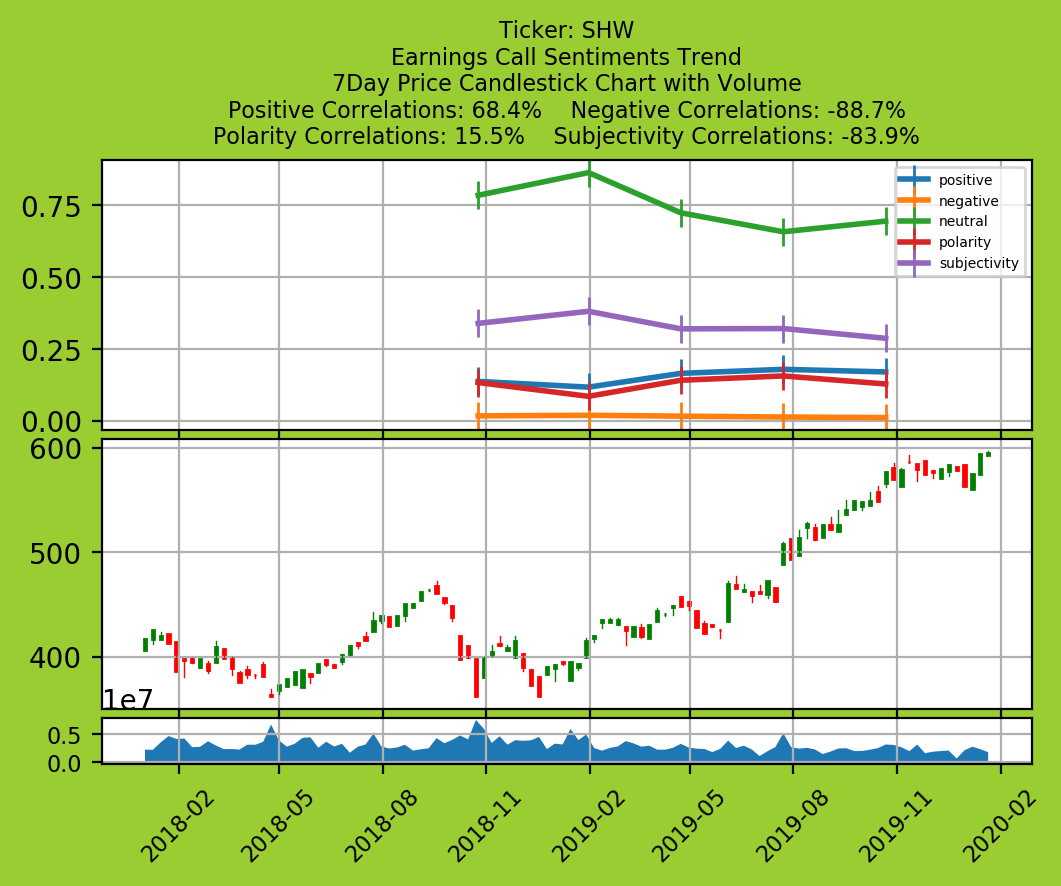 Ticker: SHW
Earnings Call Sentiments Trend
7Day Price Candlestick Chart with Volume
Positive Correlations: 68.4%    Negative Correlations: -88.7%
Polarity Correlations: 15.5%    Subjectivity Correlations: -83.9%
positive
negative
neutral
polarity
subjectivity
0.75
0.50
0.25
0.00
600
500
400
1e7
0.5
0.0
2018-02
2018-05
2018-08
2018-11
2019-02
2019-05
2019-08
2019-11
2020-02